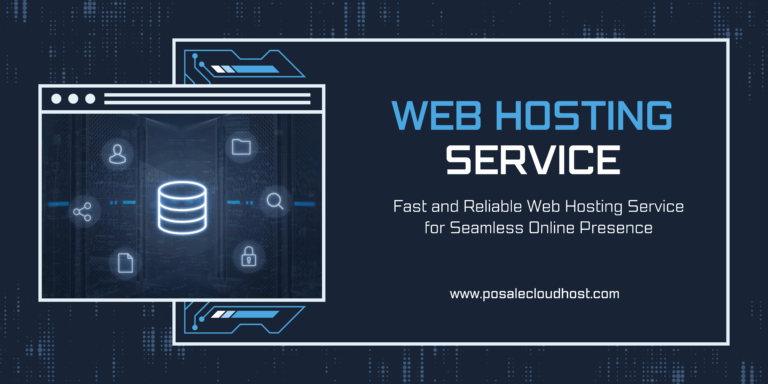 WEB HOSTING
SERVICE
Fast and Reliable Web Hosting Service
for Seamless Online Presence
www.posalecloudhost.com